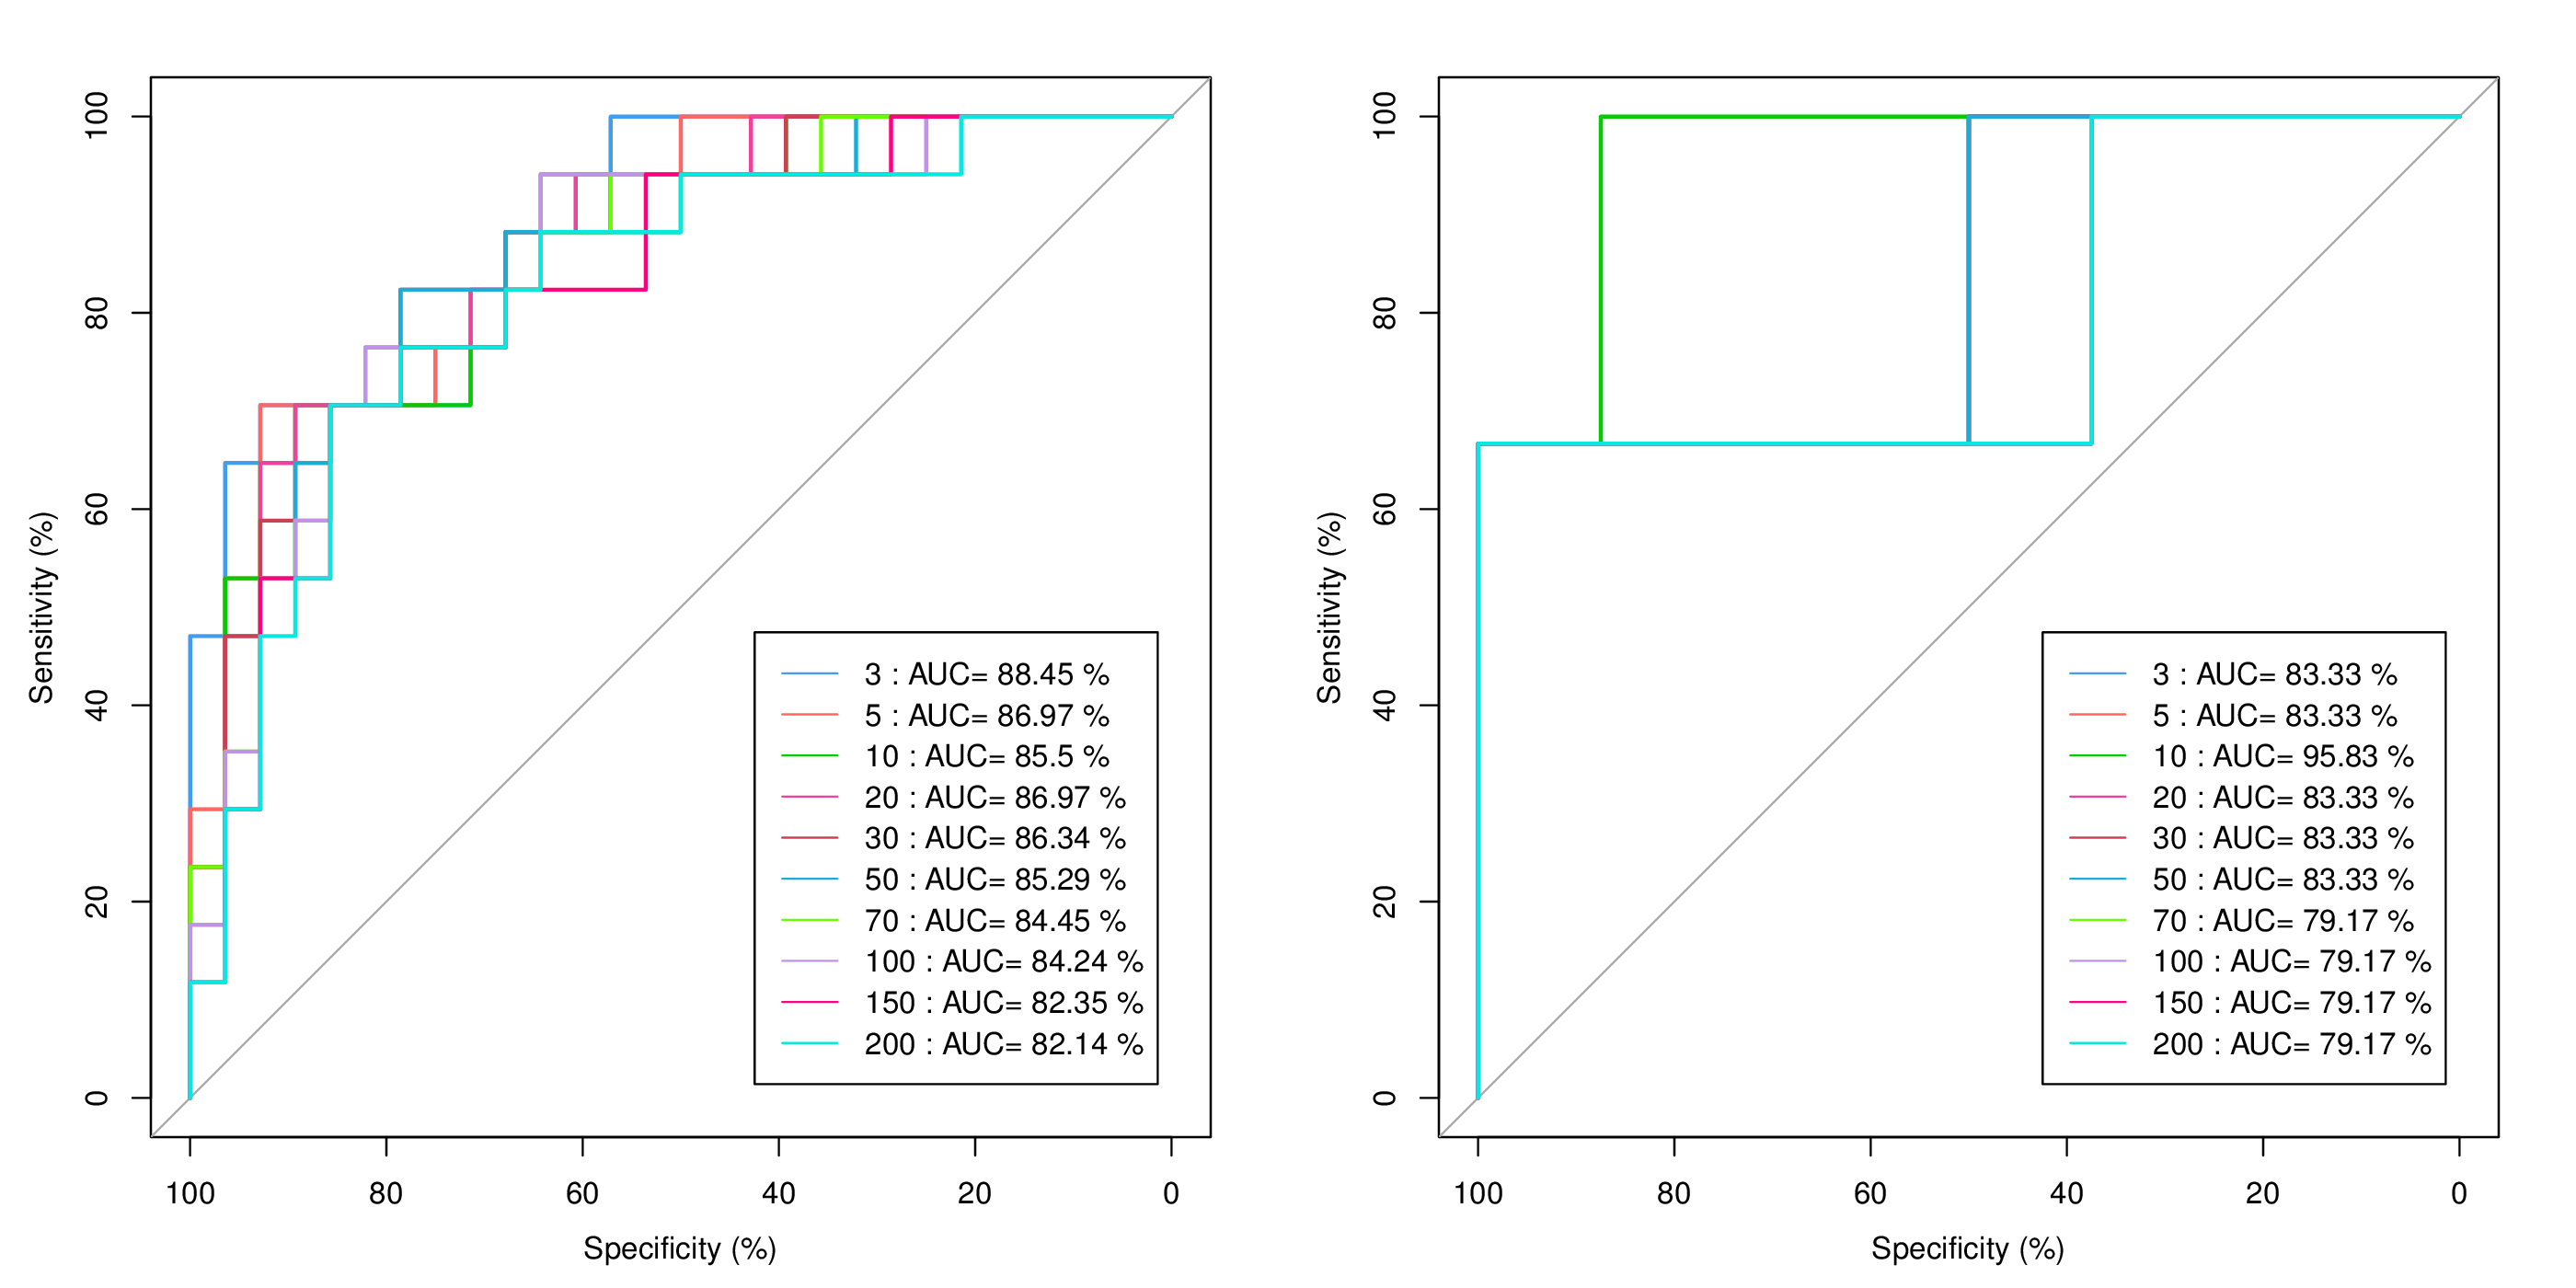 100
80
60
40
20
0
Sensitivity (%)
3 : AUC= 88.45 %
5 : AUC= 86.97 %
10 : AUC= 85.5 %
20 : AUC= 86.97 %
30 : AUC= 86.34 %
50 : AUC= 85.29 %
70 : AUC= 84.45 %
100 : AUC= 84.24 %
150 : AUC= 82.35 %
200 : AUC= 82.14 %
100 80 60 40 20 0
Specificity (%)
100
80
60
40
20
0
Sensitivity (%)
3 : AUC= 83.33 %
5 : AUC= 83.33 %
10 : AUC= 95.83 %
20 : AUC= 83.33 %
30 : AUC= 83.33 %
50 : AUC= 83.33 %
70 : AUC= 79.17 %
100 : AUC= 79.17 %
150 : AUC= 79.17 %
200 : AUC= 79.17 %
100 80 60 40 20 0
Specificity (%)